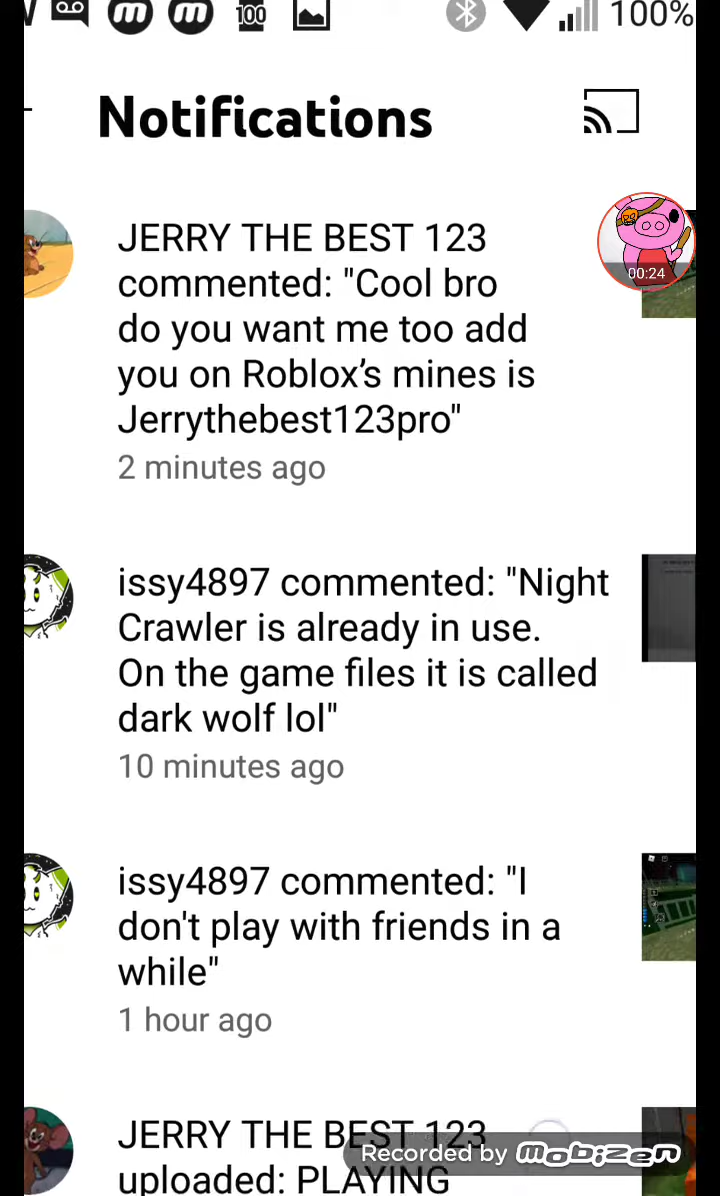 100 100%
Notifications
JERRY THE BEST 123
commented: "Cool bro
do you want me too add
you on Roblox’s mines is
Jerrythebest123pro"
2 minutes ago
00:24
issy4897 commented: "Night
Crawler is already in use.
On the game files it is called
dark wolf lol"
10 minutes ago
issy4897 commented: "I
don't play with friends in a
while"
1 hour ago
JERRY THE BEST 123
uploaded: PLAYING
Recorded by mobizen